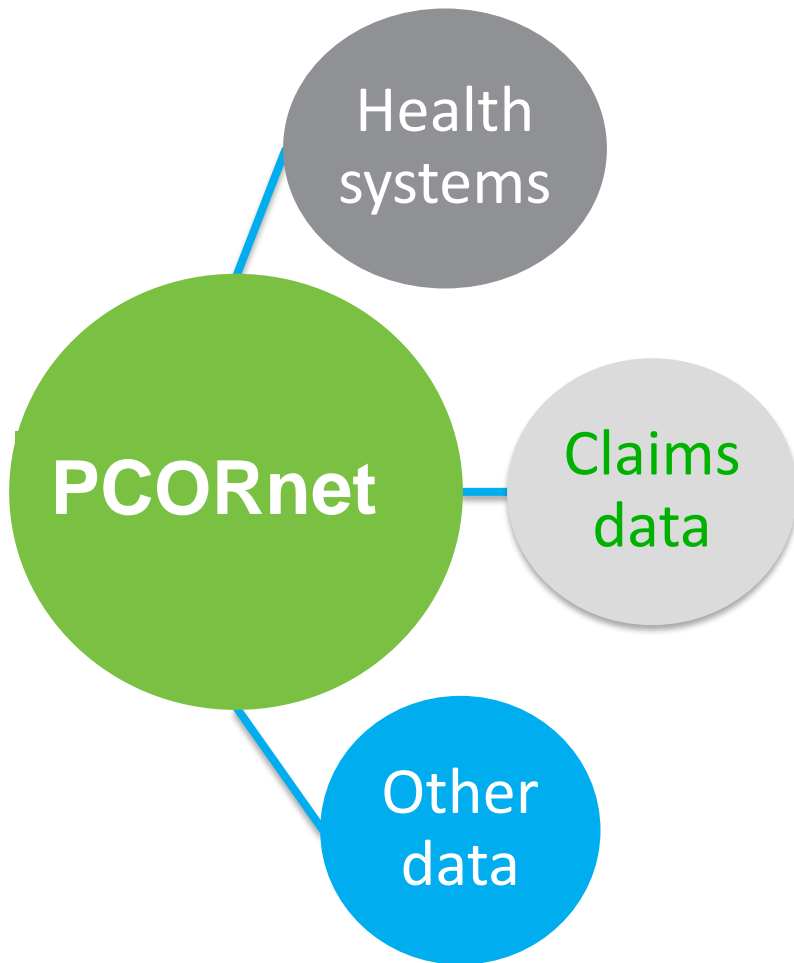 Health
systems
PCORnet
Claims
data
Other
data